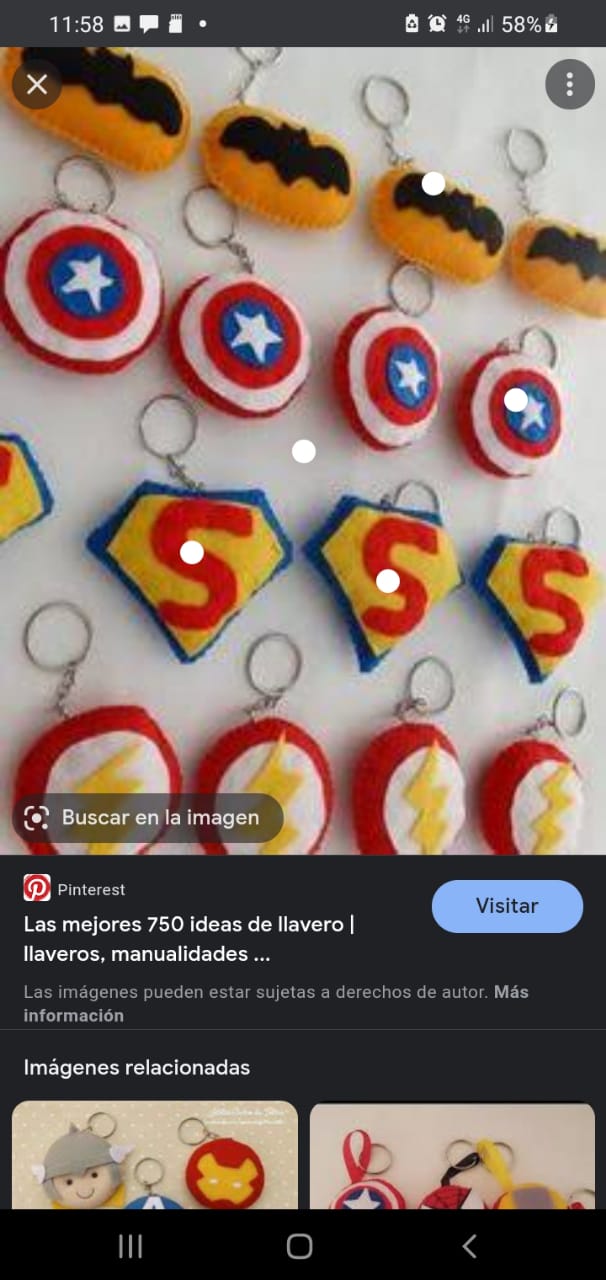 11:58
4G
58%
S
S
S
Buscar en la imagen
Pinterest
Visitar
Las mejores 750 ideas de llavero |
llaveros, manualidades ...
Las imágenes pueden estar sujetas a derechos de autor. Más
información
Imágenes relacionadas